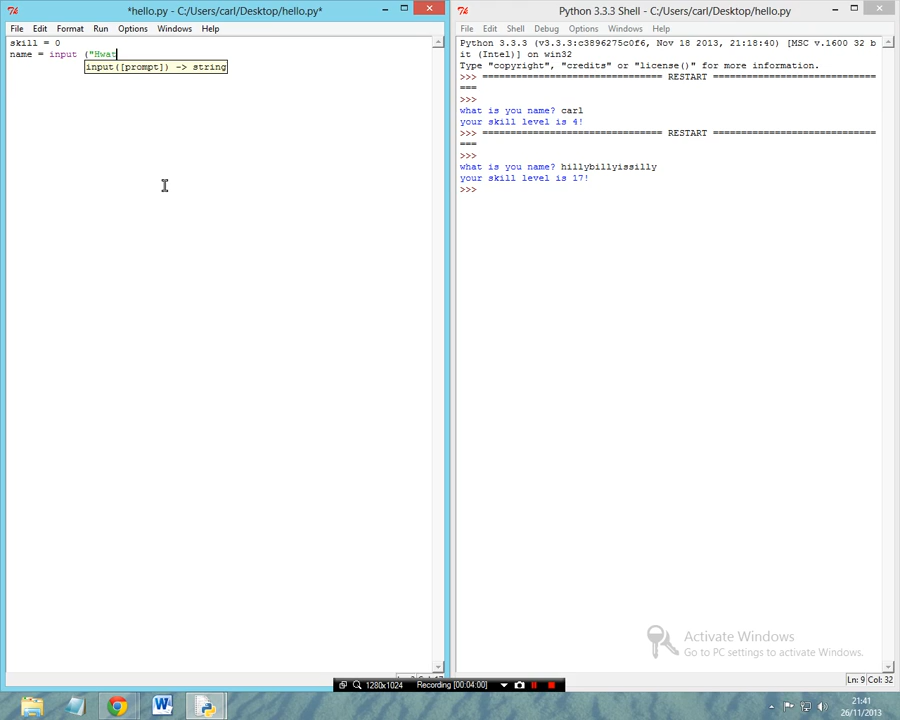 *hello.py - C:/Users/carl/Desktop/hello.py*
File Edit Format Run Options Windows Help
skill = 0
name = input ("Hwat
input([prompt]) -> string
Python 3.3.3 Shell - C:/Users/carl/Desktop/hello.py
File Edit Shell Debug Options Windows Help
Python 3.3.3 (v3.3.3:c3896275c0f6, Nov 18 2013, 21:18:40) [MSC v.1600 32 b
it (Intel)] on win32
Type "copyright", "credits" or "license()" for more information.
>>> ================================ RESTART ================================
===
>>>
what is you name? carl
your skill level is 4!
>>> ================================ RESTART ================================
===
>>>
what is you name? hillybillyissilly
your skill level is 17!
>>>
Activate Windows
Go to PC settings to activate Windows.
Ln: 9 Col: 32
1280x1024 Recording [00:04:00]
21:41
26/11/2013